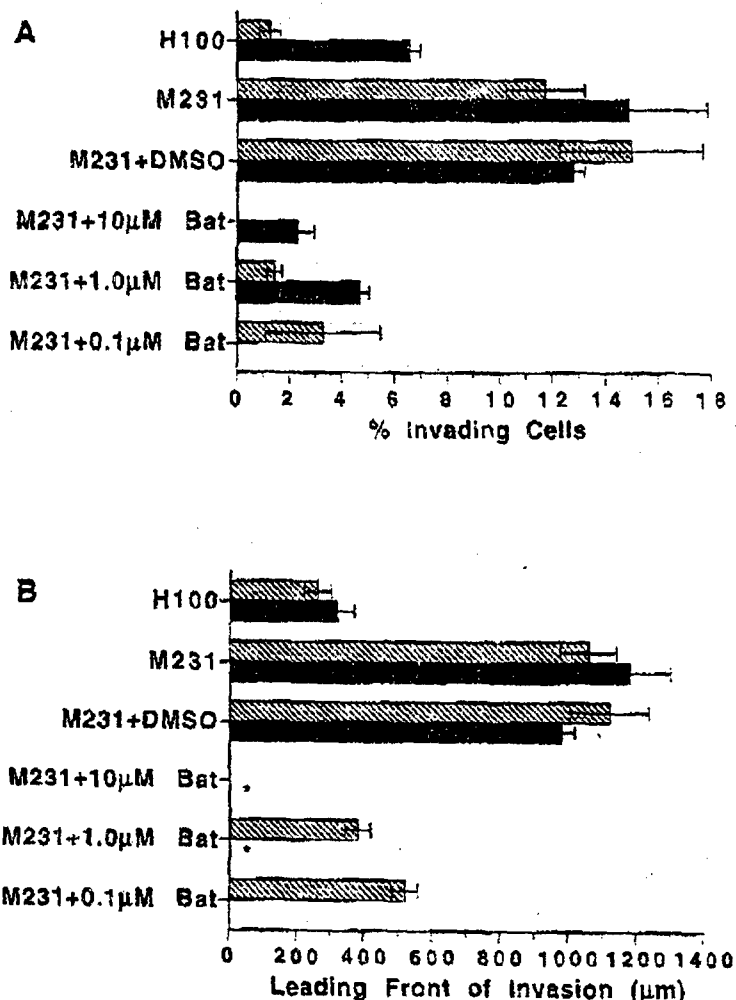 A
H100
M231
M231+DMSO
M231+10µM Bat
M231+1.0µM Bat
M231+0.1µM Bat
0 2 4 6 8 10 12 14 16 18
% Invading Cells
B
H100
M231
M231+DMSO
M231+10µM Bat
*
M231+1.0µM Bat
*
M231+0.1µM Bat
0 200 400 600 800 1000 1200 1400
Leading Front of Invasion (µm)